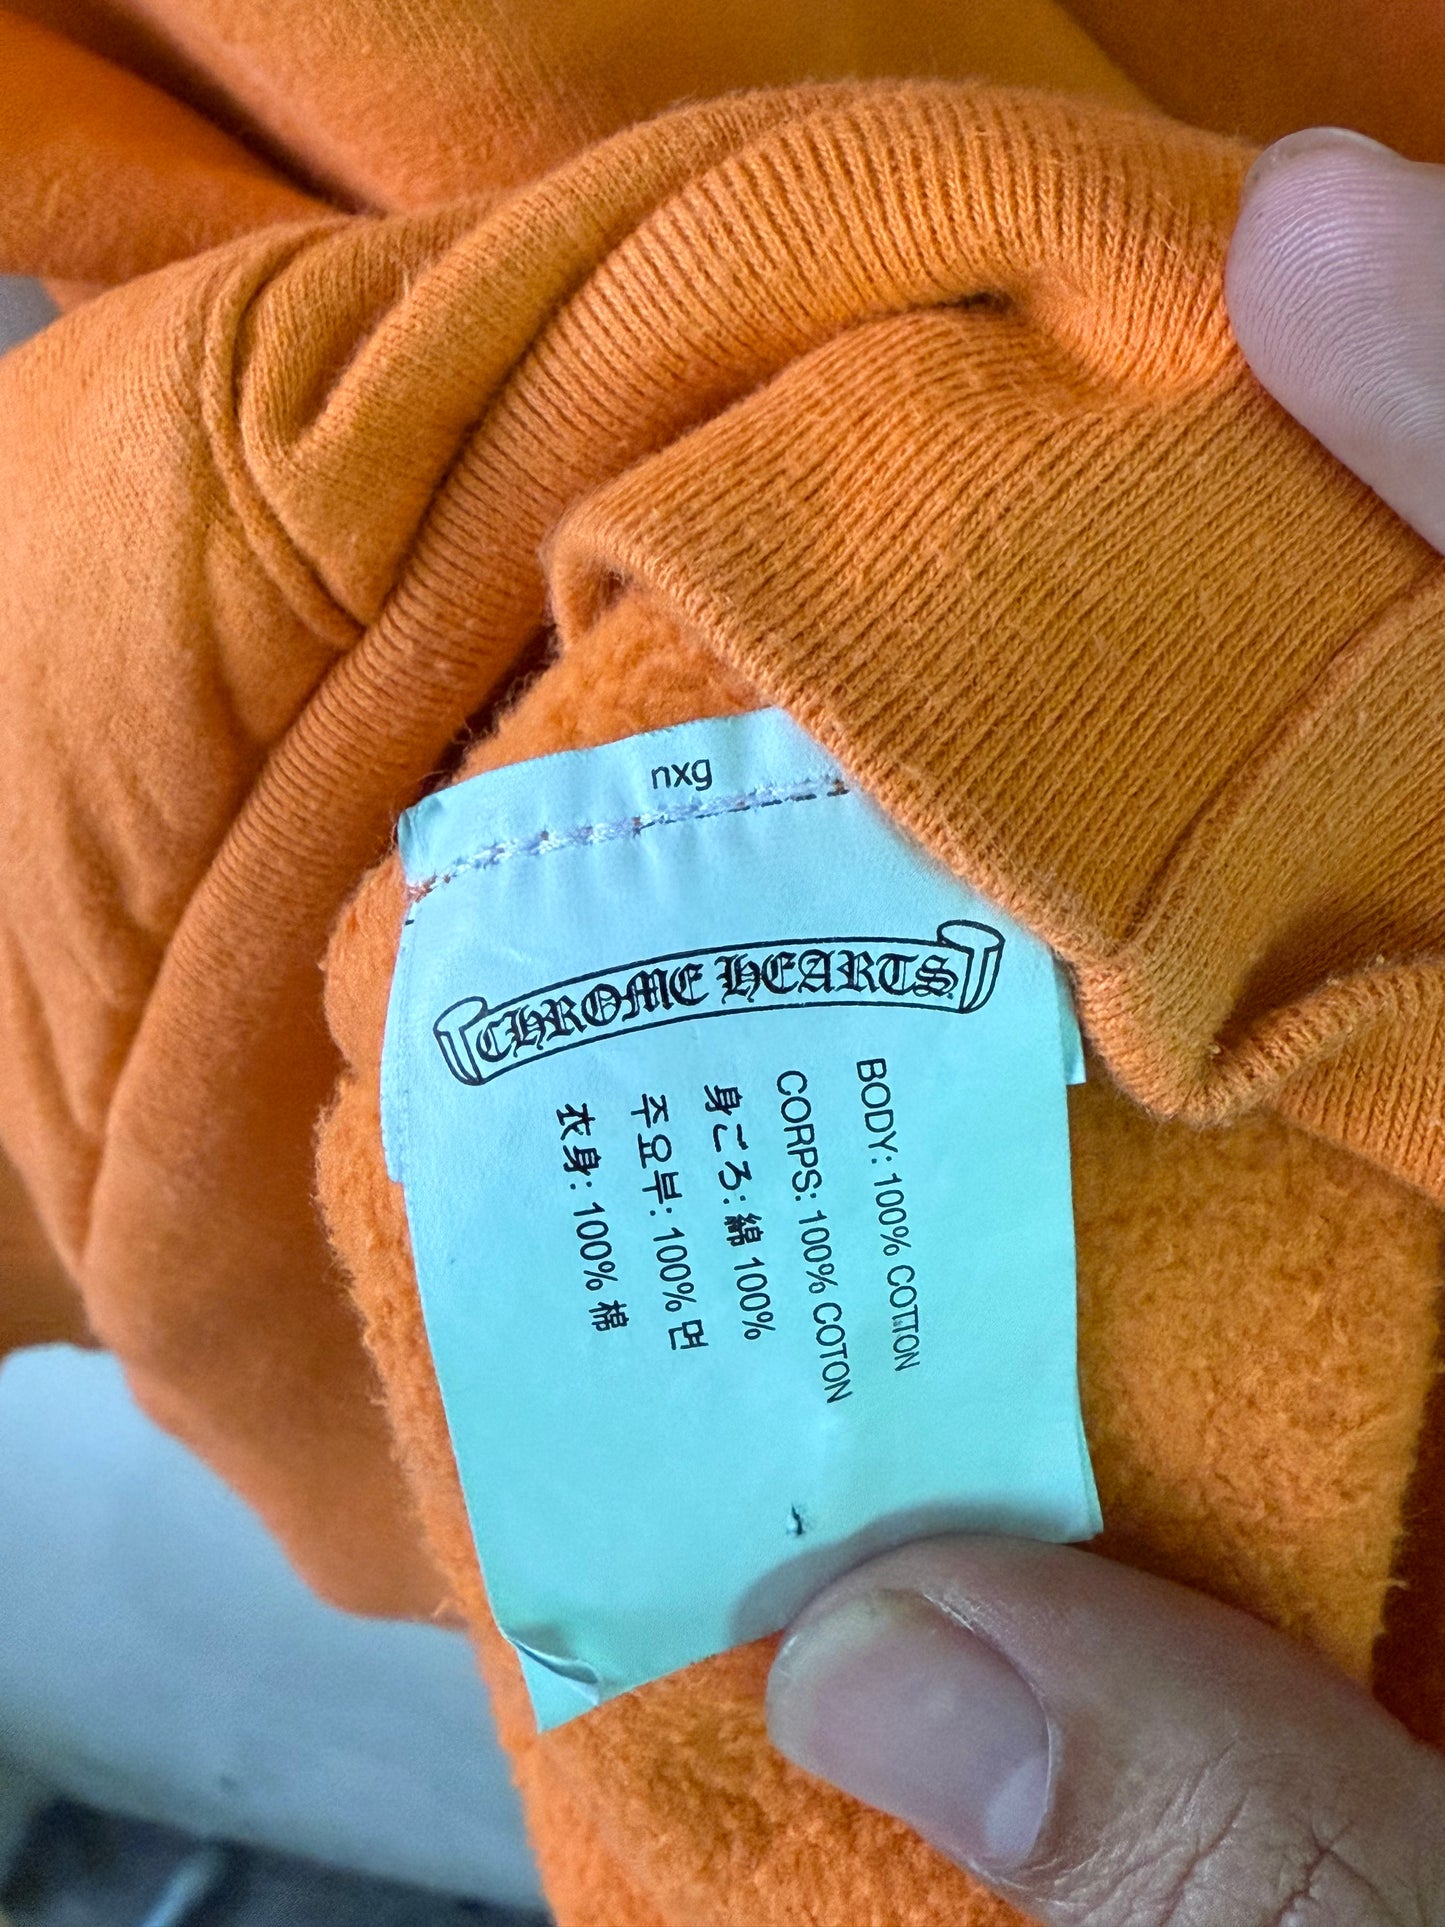 nxg
CHROME HEARTS
BODY: 100% COTTON
CORPS: 100% COTON
身ごろ: 綿 100%
주요부: 100% 면
衣身: 100% 棉